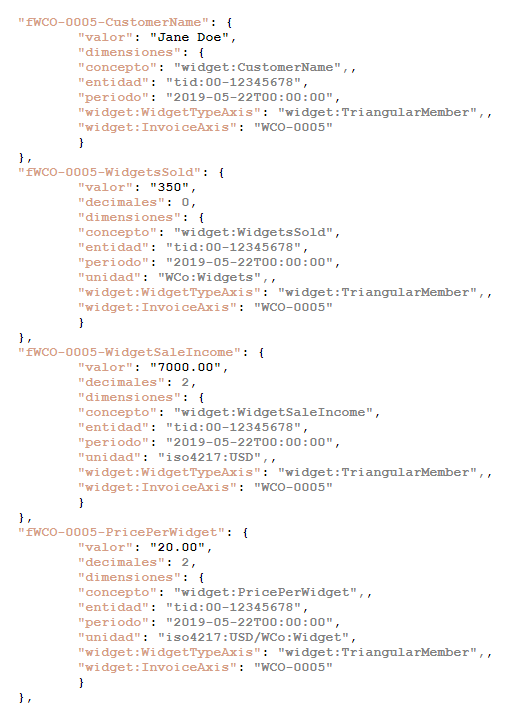 "fWCO-0005-CustomerName": {
"valor": "Jane Doe",
"dimensiones": {
"concepto": "widget:CustomerName",,
"entidad": "tid:00-12345678",
"periodo": "2019-05-22T00:00:00",
"widget:WidgetTypeAxis": "widget:TriangularMember",,
"widget:InvoiceAxis": "WCO-0005"
}
},
"fWCO-0005-WidgetsSold": {
"valor": "350",
"decimales": 0,
"dimensiones": {
"concepto": "widget:WidgetsSold",
"entidad": "tid:00-12345678",
"periodo": "2019-05-22T00:00:00",
"unidad": "WCo:Widgets",,
"widget:WidgetTypeAxis": "widget:TriangularMember",,
"widget:InvoiceAxis": "WCO-0005"
}
},
"fWCO-0005-WidgetSaleIncome": {
"valor": "7000.00",
"decimales": 2,
"dimensiones": {
"concepto": "widget:WidgetSaleIncome",
"entidad": "tid:00-12345678",
"periodo": "2019-05-22T00:00:00",
"unidad": "iso4217:USD",,
"widget:WidgetTypeAxis": "widget:TriangularMember",,
"widget:InvoiceAxis": "WCO-0005"
}
},
"fWCO-0005-PricePerWidget": {
"valor": "20.00",
"decimales": 2,
"dimensiones": {
"concepto": "widget:PricePerWidget",,
"entidad": "tid:00-12345678",
"periodo": "2019-05-22T00:00:00",
"unidad": "iso4217:USD/WCo:Widget",
"widget:WidgetTypeAxis": "widget:TriangularMember",,
"widget:InvoiceAxis": "WCO-0005"
}
},